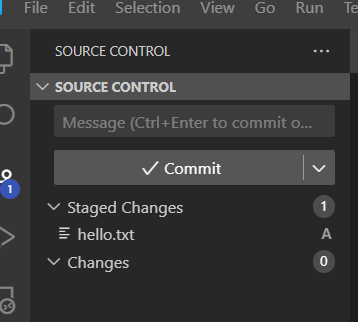 File Edit Selection View Go Run Te
SOURCE CONTROL ...
SOURCE CONTROL
Message (Ctrl+Enter to commit o...
Commit
Staged Changes 1
1
hello.txt A
Changes 0